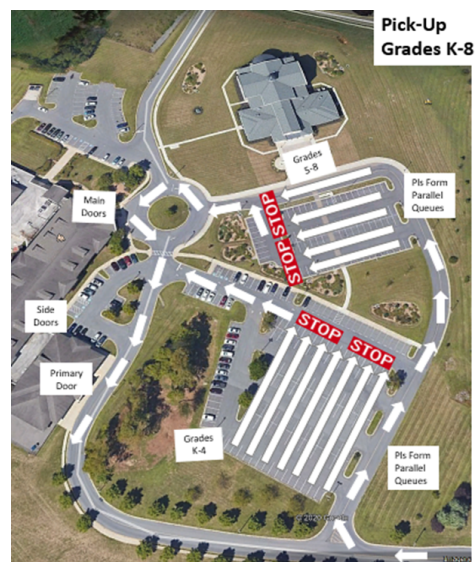 Pick-Up
Grades K-8
Grades
5-8
Pls Form
Parallel
Queues
Main
Doors
STOP
STOP
Side
Doors
STOP
STOP
Primary
Door
Grades
K-4
Pls Form
Parallel
Queues